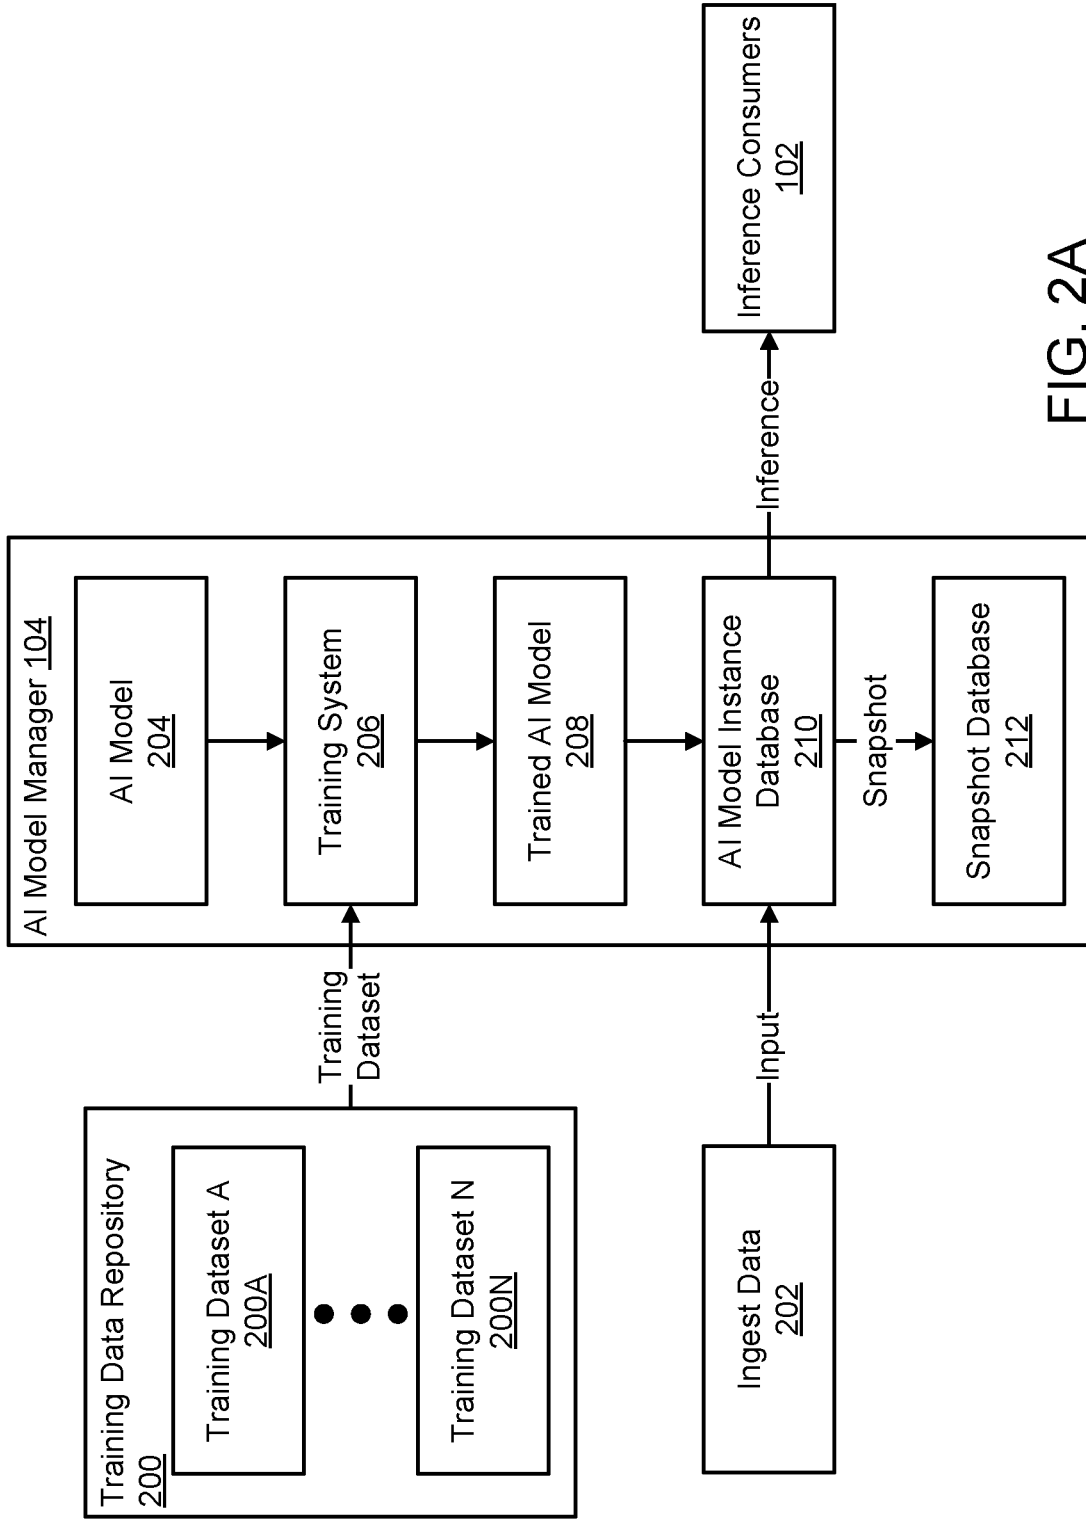 Training Data Repository
200
Training Dataset A
200A
Training Dataset N
200N
Ingest Data
202
Training
Dataset
Input
AI Model Manager 104
AI Model
204
Training System
206
Trained AI Model
208
AI Model Instance
Database
210
Snapshot
Snapshot Database
212
Inference
Inference Consumers
102
FIG. 2A